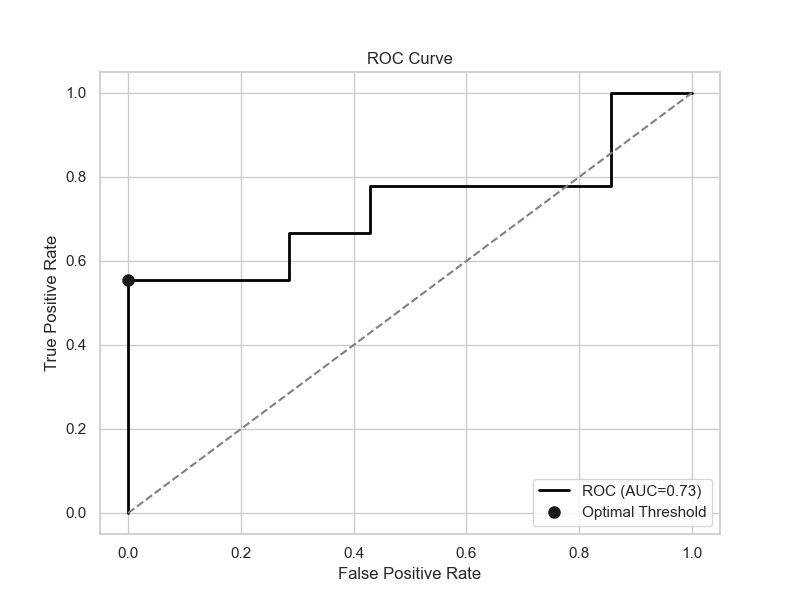 ROC Curve
1.0
0.8
0.6
0.4
0.2
0.0
True Positive Rate
0.0 0.2 0.4 0.6 0.8 1.0
False Positive Rate
ROC (AUC=0.73)
Optimal Threshold